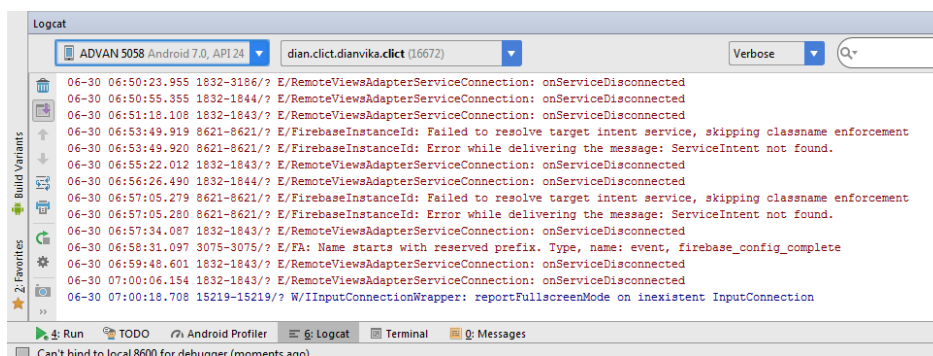 Logcat
ADVAN 5058 Android 7.0, API 24
dian.clict.dianvika.clict (16672)
Verbose
06-30 06:50:23.955 1832-3186/? E/RemoteViewsAdapterServiceConnection: onServiceDisconnected
06-30 06:50:55.355 1832-1844/? E/RemoteViewsAdapterServiceConnection: onServiceDisconnected
06-30 06:51:18.108 1832-1843/? E/RemoteViewsAdapterServiceConnection: onServiceDisconnected
06-30 06:53:49.919 8621-8621/? E/FirebaseInstanceId: Failed to resolve target intent service, skipping classname enforcement
06-30 06:53:49.920 8621-8621/? E/FirebaseInstanceId: Error while delivering the message: ServiceIntent not found.
06-30 06:55:22.012 1832-1843/? E/RemoteViewsAdapterServiceConnection: onServiceDisconnected
06-30 06:56:26.490 1832-1844/? E/RemoteViewsAdapterServiceConnection: onServiceDisconnected
06-30 06:57:05.279 8621-8621/? E/FirebaseInstanceId: Failed to resolve target intent service, skipping classname enforcement
06-30 06:57:05.280 8621-8621/? E/FirebaseInstanceId: Error while delivering the message: ServiceIntent not found.
06-30 06:57:34.087 1832-1843/? E/RemoteViewsAdapterServiceConnection: onServiceDisconnected
06-30 06:58:31.097 3075-3075/? E/FA: Name starts with reserved prefix. Type, name: event, firebase_config_complete
06-30 06:59:48.601 1832-1843/? E/RemoteViewsAdapterServiceConnection: onServiceDisconnected
06-30 07:00:06.154 1832-1843/? E/RemoteViewsAdapterServiceConnection: onServiceDisconnected
06-30 07:00:18.708 15219-15219/? W/IInputConnectionWrapper: reportFullscreenMode on inexistent InputConnection
Build Variants
2: Favorites
4: Run
TODO
Android Profiler
6: Logcat
Terminal
0: Messages
Can't bind to local 8600 for debugger (moments ago)